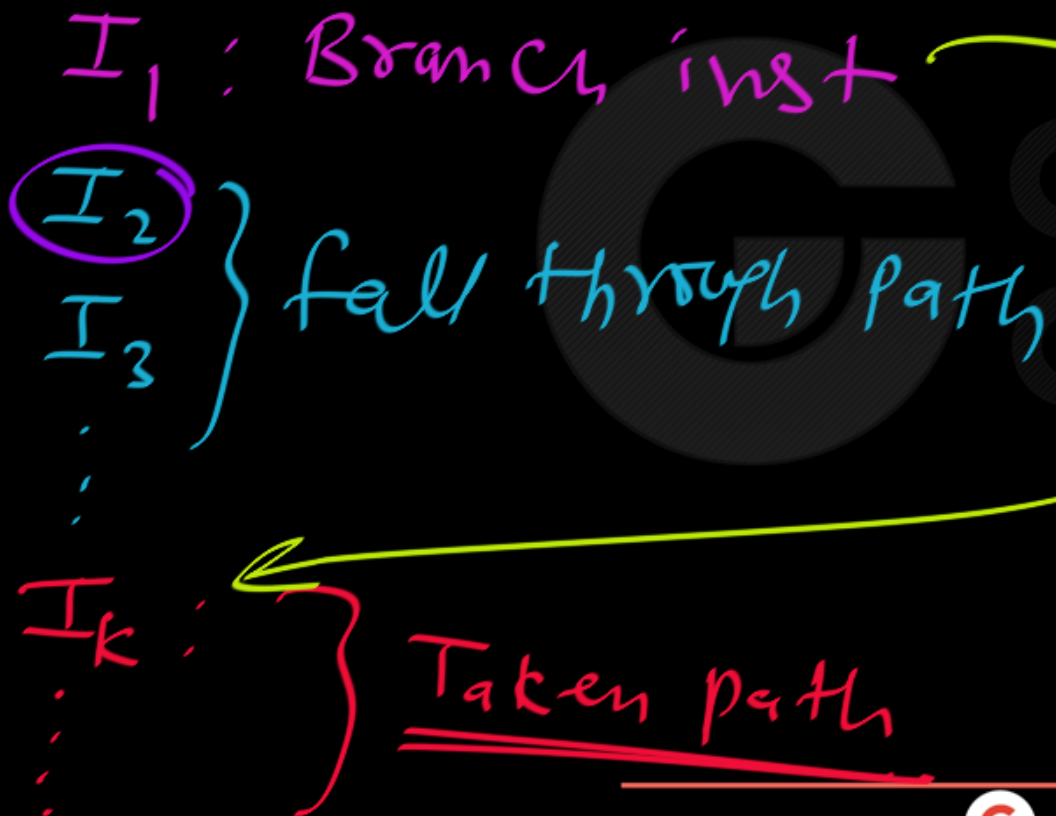 I1 : Branch inst
I2
fall through path
I3
Ik :
Taken path